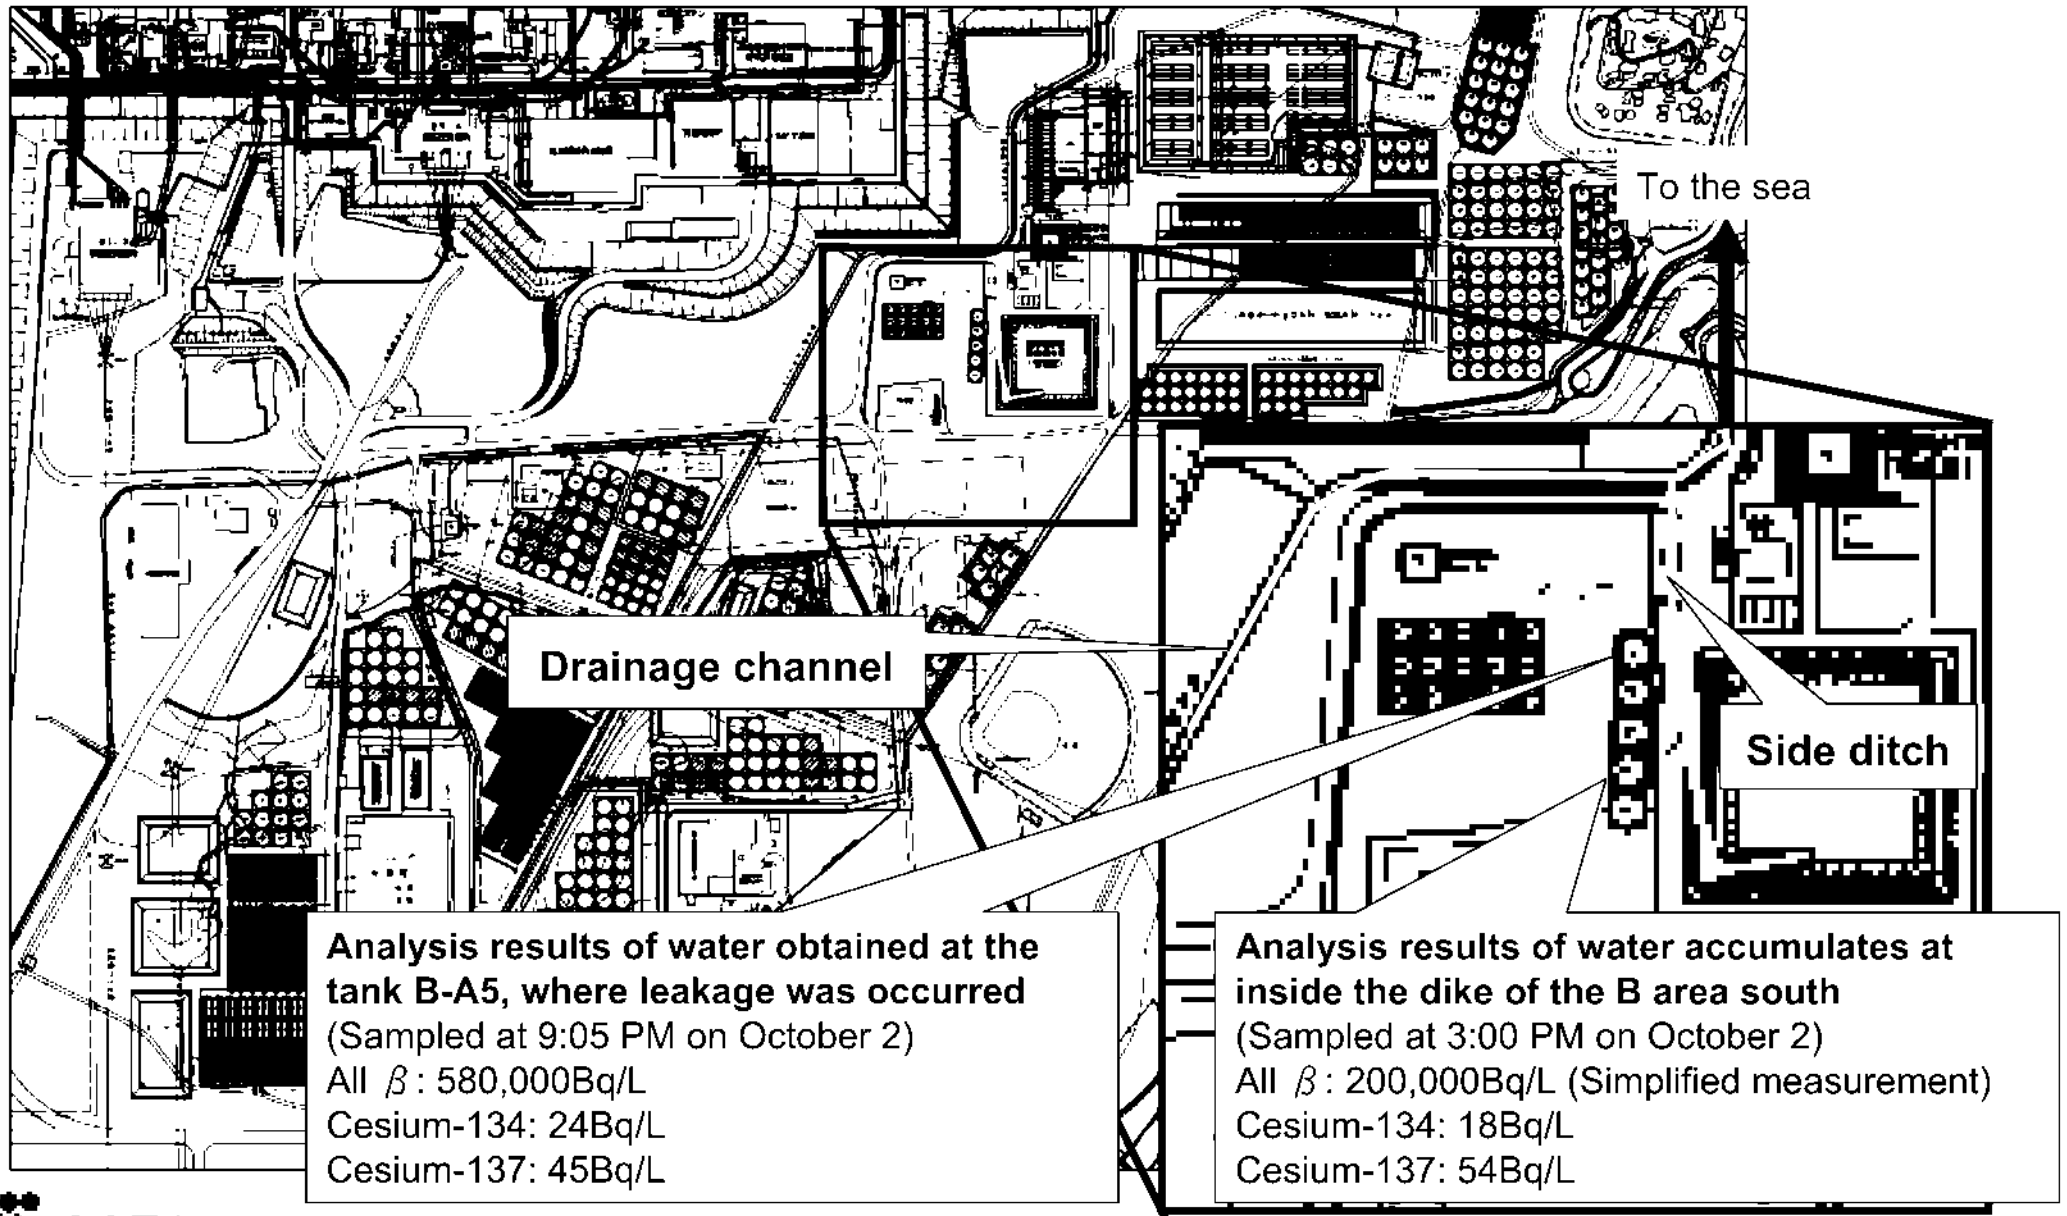 To the sea
Drainage channel
Side ditch
Analysis results of water obtained at the
tank B-A5, where leakage was occurred
(Sampled at 9:05 PM on October 2)
All β: 580,000Bq/L
Cesium-134: 24Bq/L
Cesium-137: 45Bq/L
Analysis results of water accumulates at
inside the dike of the B area south
(Sampled at 3:00 PM on October 2)
All β: 200,000Bq/L (Simplified measurement)
Cesium-134: 18Bq/L
Cesium-137: 54Bq/L